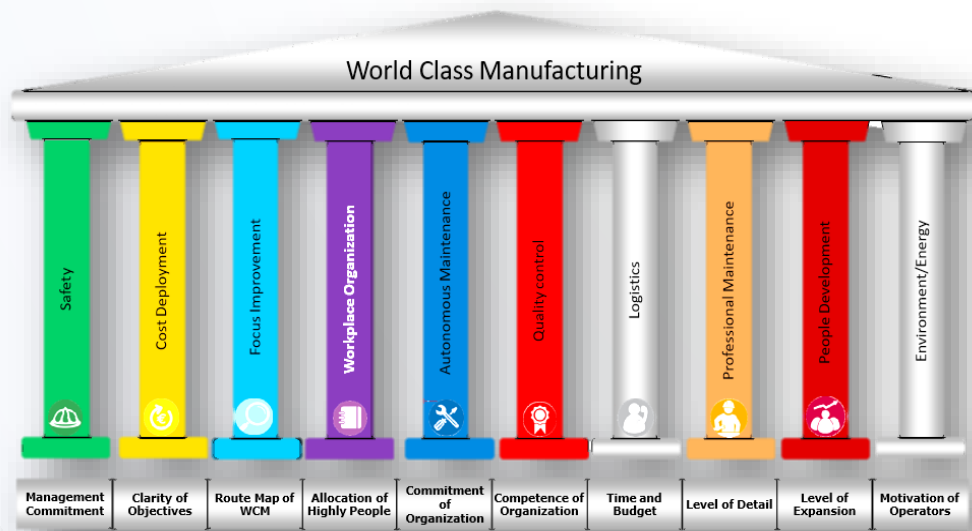 World Class Manufacturing
Safety
Cost Deployment
Focus Improvement
Workplace Organization
Autonomous Maintenance
Quality control
Logistics
Professional Maintenance
People Development
Environment/Energy
Management
Commitment
Clarity of
Objectives
Route Map of
WCM
Allocation of
Highly People
Commitment
of
Organization
Competence of
Organization
Time and
Budget
Level of Detail
Level of
Expansion
Motivation of
Operators